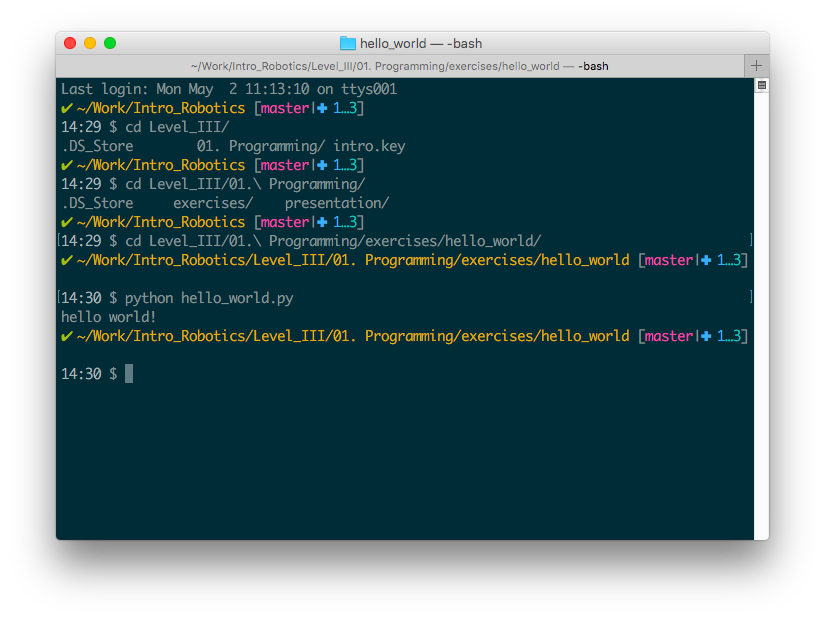 hello_world — -bash
~/Work/Intro_Robotics/Level_III/01. Programming/exercises/hello_world — -bash
Last login: Mon May  2 11:13:10 on ttys001
✔ ~/Work/Intro_Robotics [master|✚ 1…3]
14:29 $ cd Level_III/
.DS_Store        01. Programming/ intro.key
✔ ~/Work/Intro_Robotics [master|✚ 1…3]
14:29 $ cd Level_III/01.\ Programming/
.DS_Store     exercises/    presentation/
✔ ~/Work/Intro_Robotics [master|✚ 1…3]
[14:29 $ cd Level_III/01.\ Programming/exercises/hello_world/ ]
✔ ~/Work/Intro_Robotics/Level_III/01. Programming/exercises/hello_world [master|✚ 1…3]
[14:30 $ python hello_world.py ]
hello world!
✔ ~/Work/Intro_Robotics/Level_III/01. Programming/exercises/hello_world [master|✚ 1…3]
14:30 $